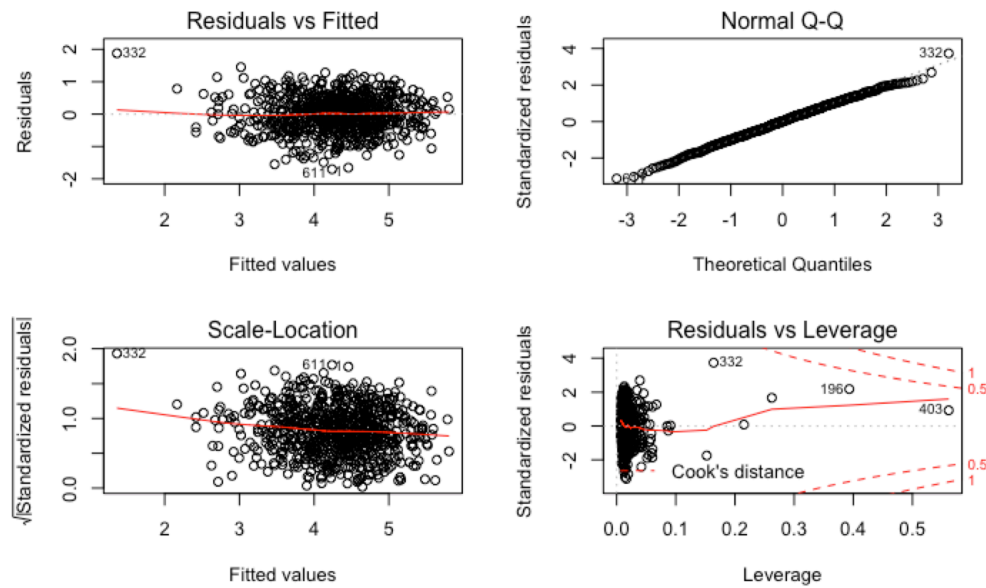 Residuals vs Fitted
Residuals
2
0
-2
332
611
1
2 3 4 5
Fitted values
Normal Q-Q
Standardized residuals
4
2
0
-2
332
-3 -2 -1 0 1 2 3
Theoretical Quantiles
Scale-Location
√|Standardized residuals|
2.0
1.0
0.0
332
611
1
2 3 4 5
Fitted values
Residuals vs Leverage
Standardized residuals
4
2
0
-2
332
196
403
1
0.5
0.5
1
Cook's distance
0.0 0.1 0.2 0.3 0.4 0.5
Leverage